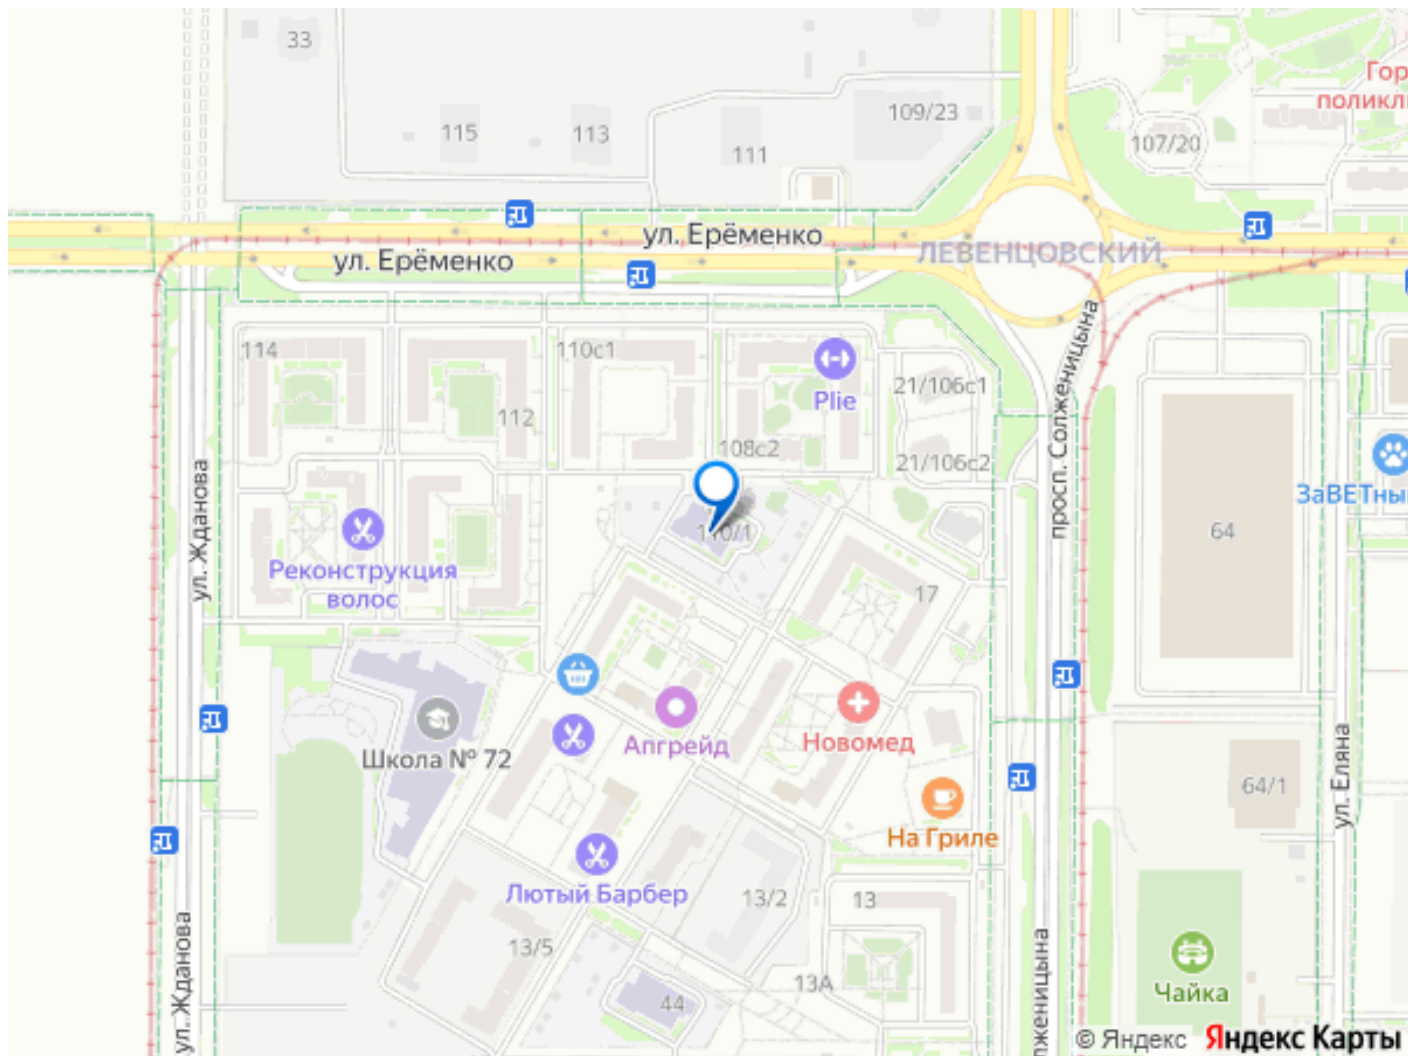 33
Гор
поликл
115
113
111
109/23
107/20
ул. Ерёменко
ул. Ерёменко
ЛЕВЕНЦОВСКИЙ
114
110с1
112
Plie
21/106с1
108с2
21/106с2
просп. Солженицына
ЗаВЕТны
ул. Жданова
Реконструкция
волос
110/1
64
17
Школа № 72
Апгрейд
Новомед
64/1
ул. Еляна
На Гриле
Лютый Барбер
13/2
13
13/5
13А
44
ул. Жданова
лженицына
Чайка
© Яндекс Яндекс Карты